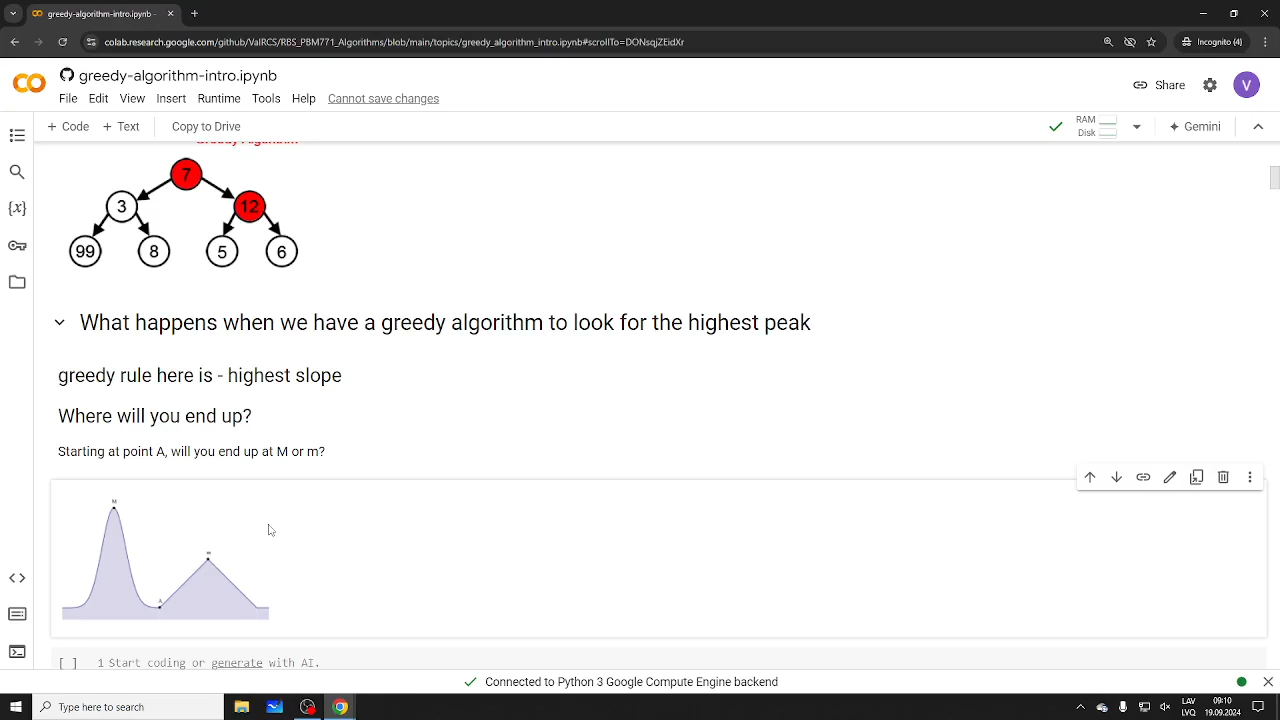 greedy-algorithm-intro.ipynb -
colab.research.google.com/github/ValRCS/RBS_PBM771_Algorithms/blob/main/topics/greedy_algorithm_intro.ipynb#scrollTo=DONsqjZEidXr
Incognito (4)
greedy-algorithm-intro.ipynb
File Edit View Insert Runtime Tools Help Cannot save changes
Share
V
+ Code + Text Copy to Drive
RAM
Disk
Gemini
Greedy Algorithm
7
3 12
99 8 5 6
What happens when we have a greedy algorithm to look for the highest peak
greedy rule here is - highest slope
Where will you end up?
Starting at point A, will you end up at M or m?
M
m
A
[ ] 1 Start coding or generate with AI.
Connected to Python 3 Google Compute Engine backend
Type here to search
LAV
LVQ
09:10
19.09.2024